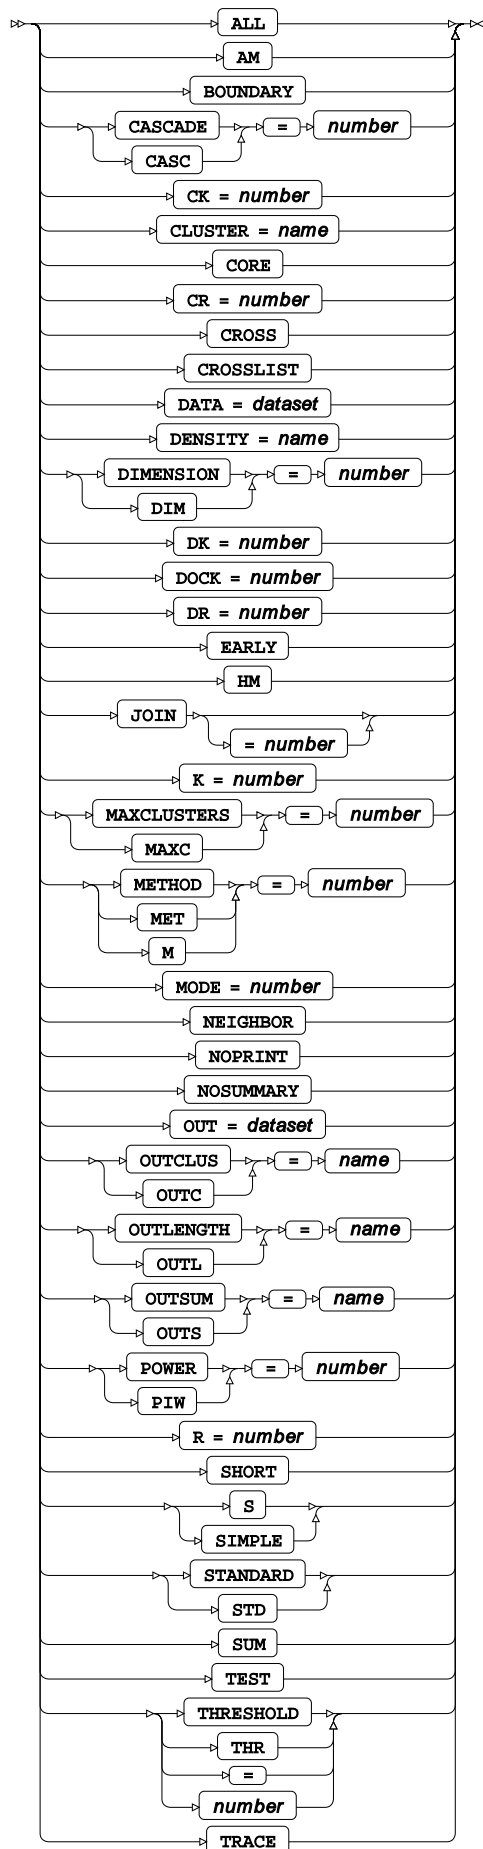 ALL
AM
BOUNDARY
CASCADE = number
CASC
CK = number
CLUSTER = name
CORE
CR = number
CROSS
CROSSLIST
DATA = dataset
DENSITY = name
DIMENSION = number
DIM
DK = number
DOCK = number
DR = number
EARLY
HM
JOIN
= number
K = number
MAXCLUSTERS = number
MAXC
METHOD = number
MET
M
MODE = number
NEIGHBOR
NOPRINT
NOSUMMARY
OUT = dataset
OUTCLUS = name
OUTC
OUTLENGTH = name
OUTL
OUTSUM = name
OUTS
POWER = number
PIW
R = number
SHORT
S
SIMPLE
STANDARD
STD
SUM
TEST
THRESHOLD
THR
=
number
TRACE